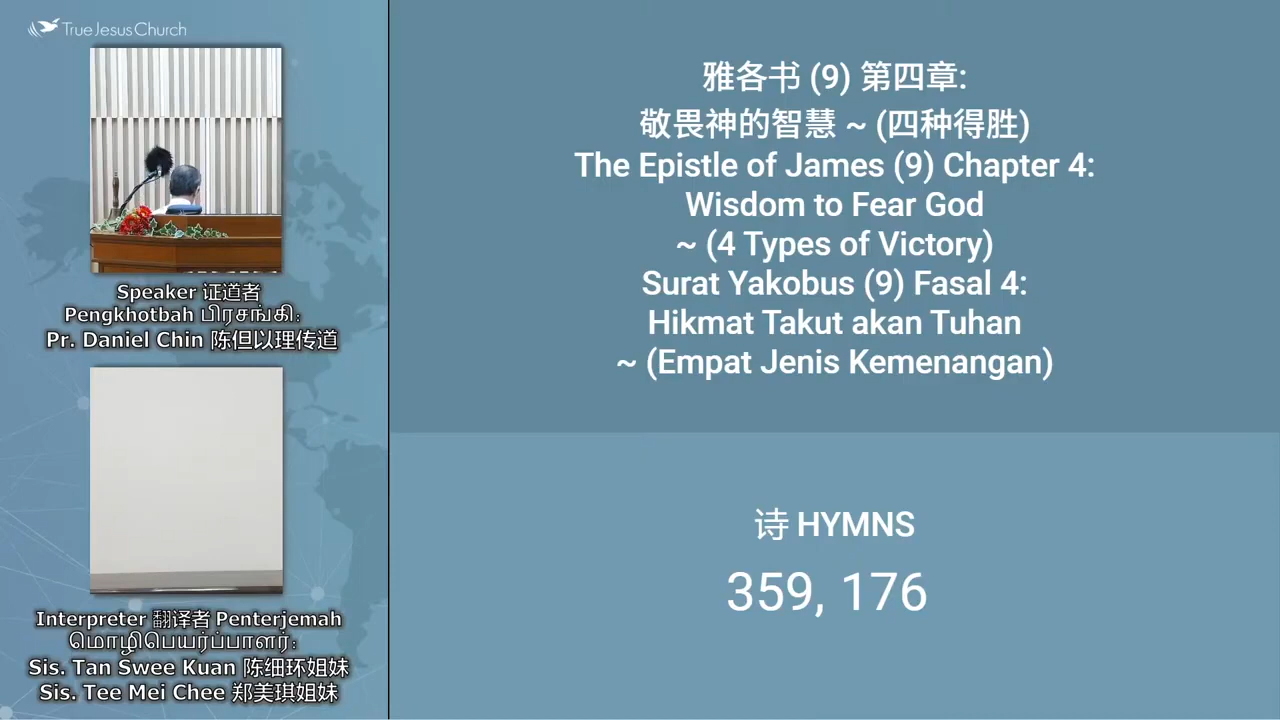 True Jesus Church
Speaker 证道者
Pengkhotbah பிரசங்கி:
Pr. Daniel Chin 陈但以理传道
Interpreter 翻译者 Penterjemah
மொழிபெயர்ப்பாளர்:
Sis. Tan Swee Kuan 陈细环姐妹
Sis. Tee Mei Chee 郑美琪姐妹
雅各书 (9) 第四章:
敬畏神的智慧 ~ (四种得胜)
The Epistle of James (9) Chapter 4:
Wisdom to Fear God
~ (4 Types of Victory)
Surat Yakobus (9) Fasal 4:
Hikmat Takut akan Tuhan
~ (Empat Jenis Kemenangan)
诗 HYMNS
359, 176